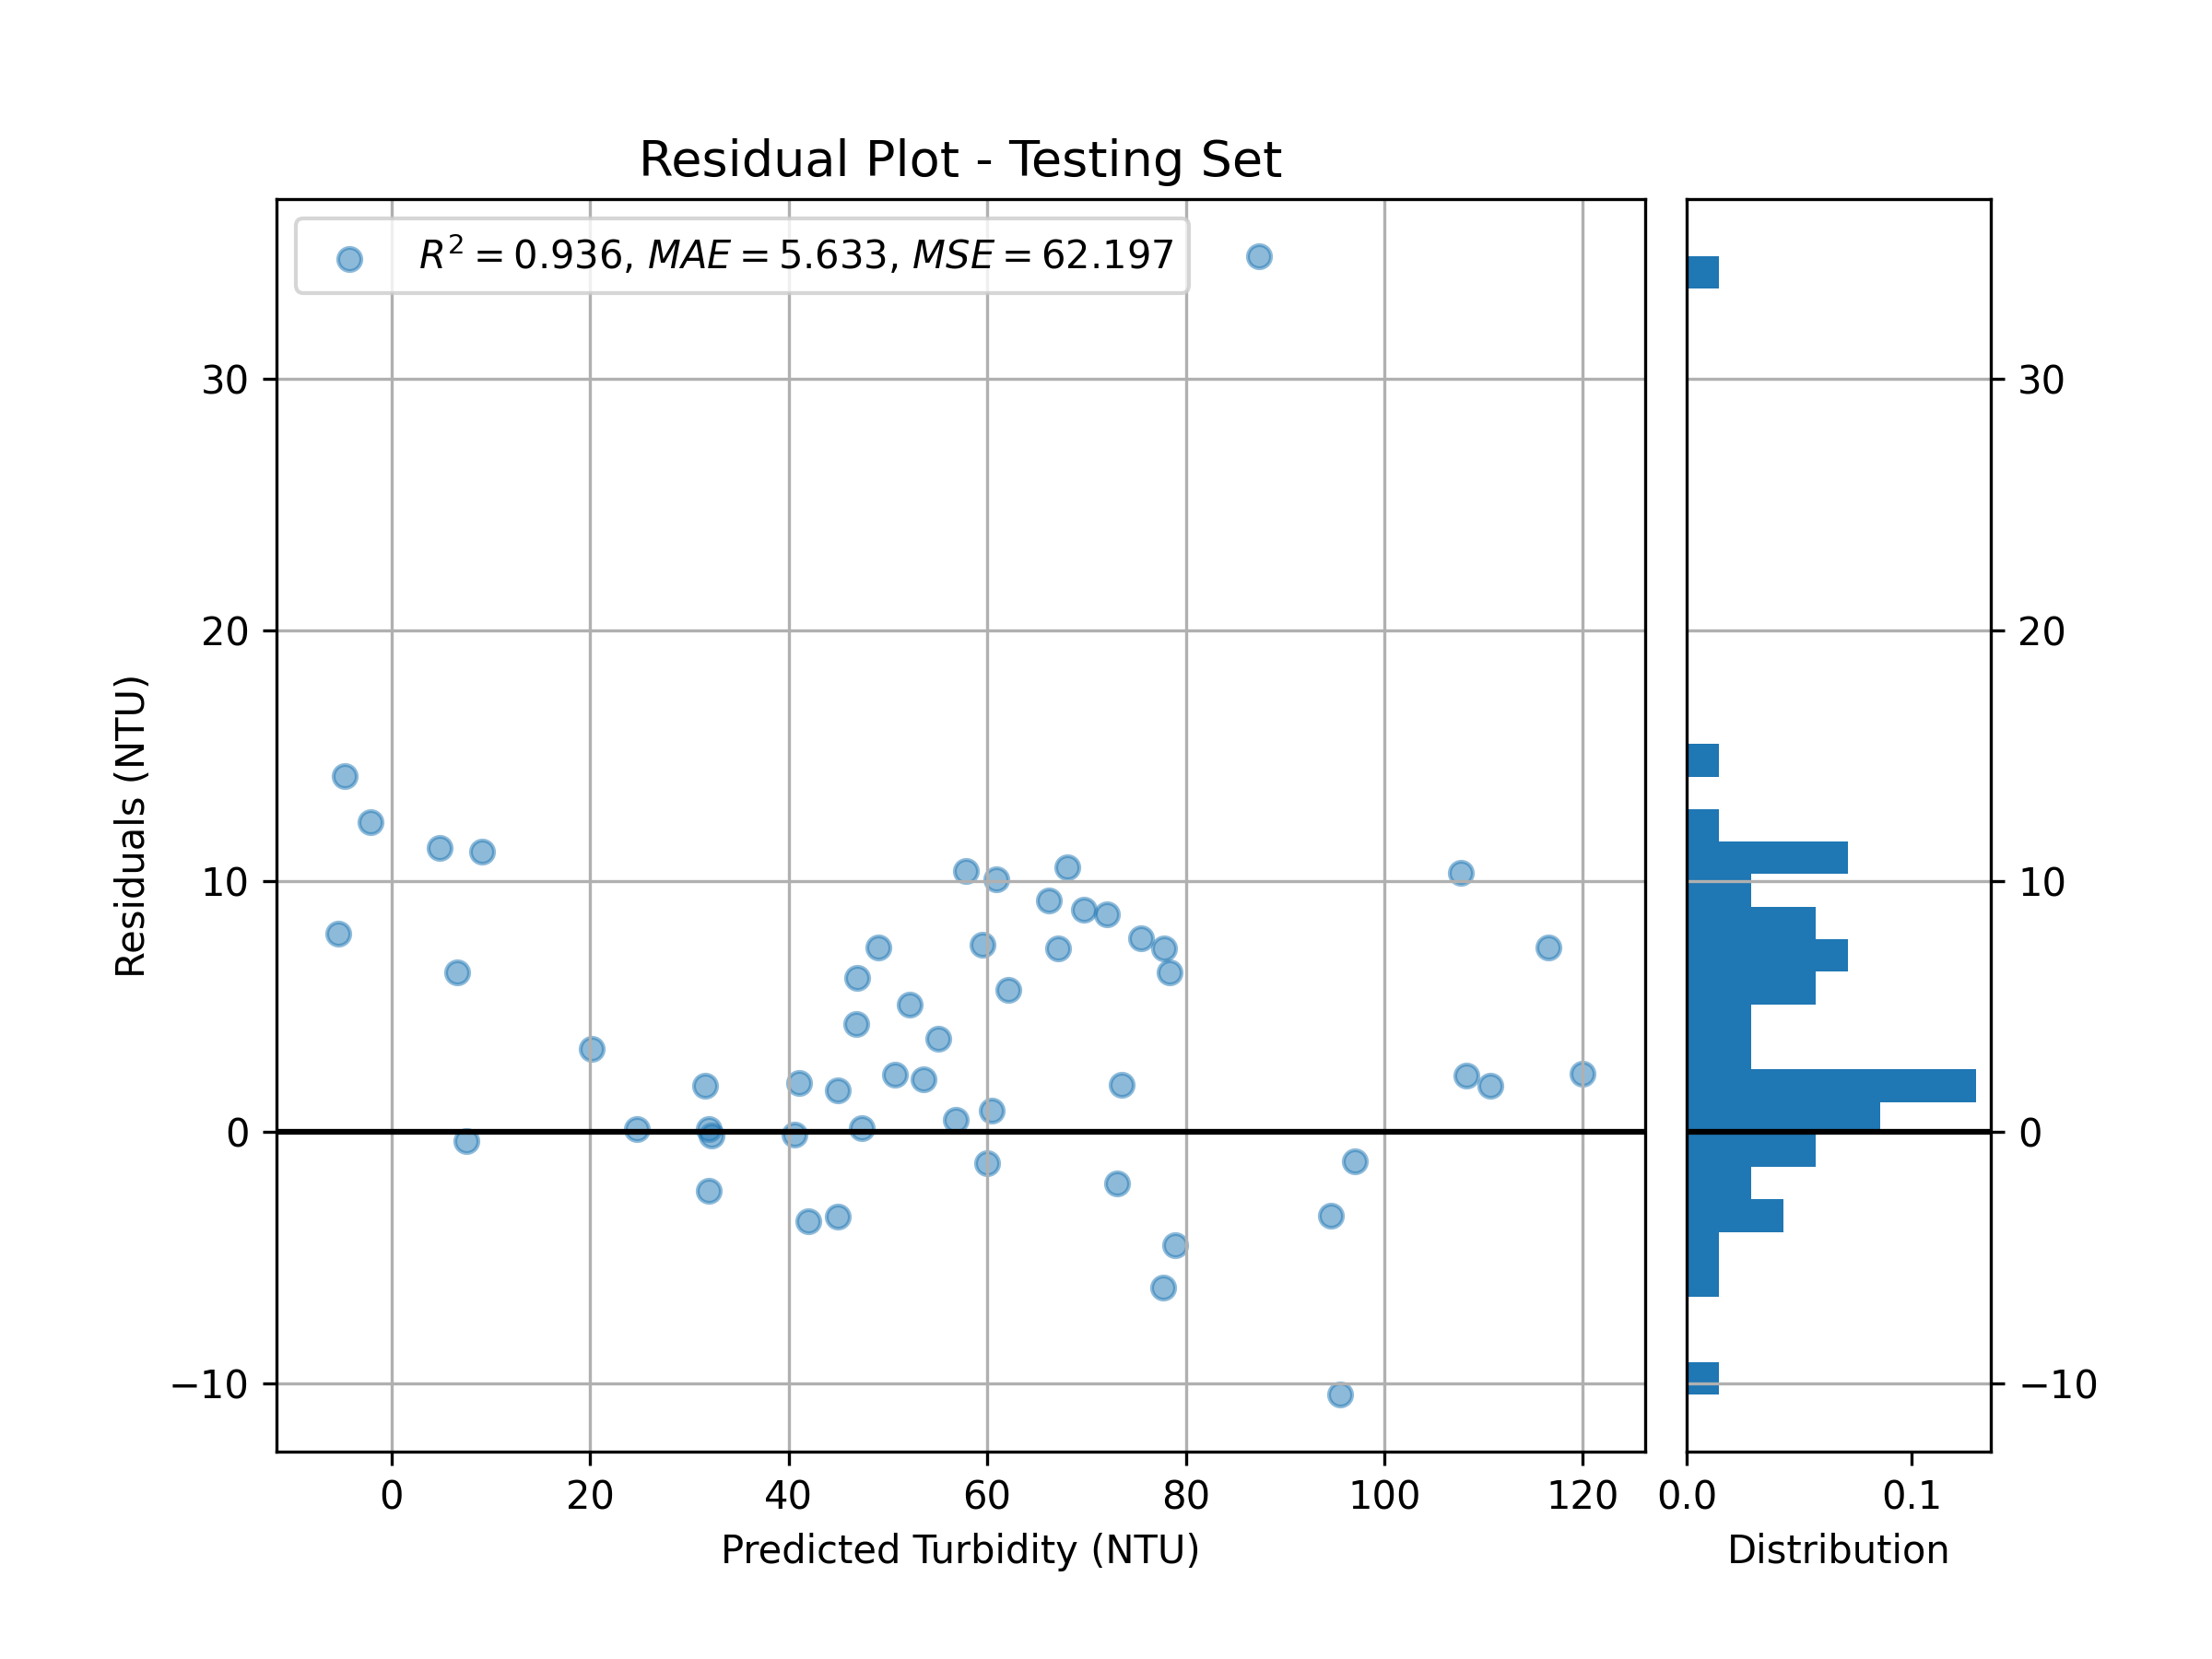 Residual Plot - Testing Set
R² = 0.936, MAE = 5.633, MSE = 62.197
Residuals (NTU)
30
20
10
0
−10
0 20 40 60 80 100 120
Predicted Turbidity (NTU)
30
20
10
0
−10
0.0 0.1
Distribution